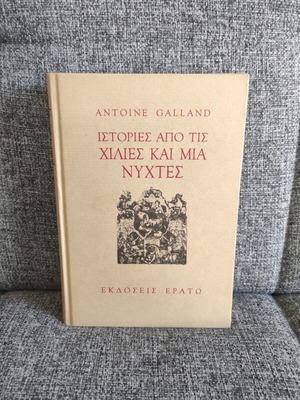 ANTOINE GALLAND
ΙΣΤΟΡΙΕΣ ΑΠΟ ΤΙΣ
ΧΙΛΙΕΣ ΚΑΙ ΜΙΑ
ΝΥΧΤΕΣ
ΕΚΔΟΣΕΙΣ ΕΡΑΤΩ